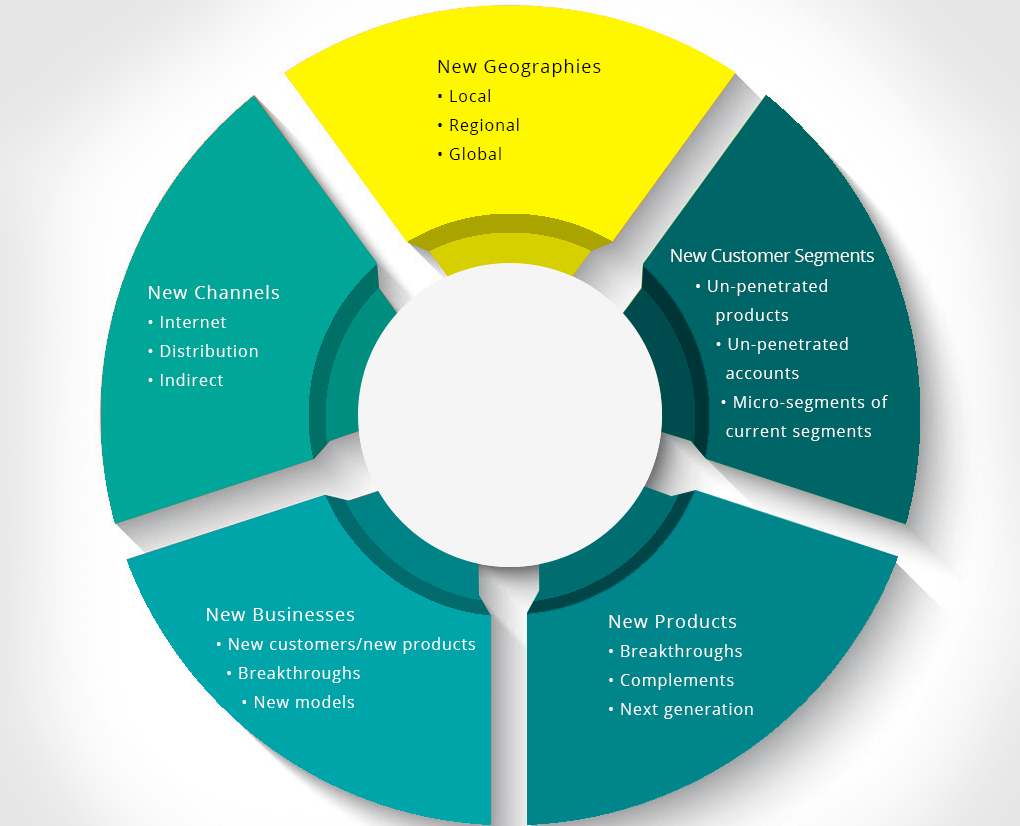 New Geographies
• Local
• Regional
• Global
New Customer Segments
• Un-penetrated
products
• Un-penetrated
accounts
• Micro-segments of
current segments
New Products
• Breakthroughs
• Complements
• Next generation
New Businesses
• New customers/new products
• Breakthroughs
• New models
New Channels
• Internet
• Distribution
• Indirect